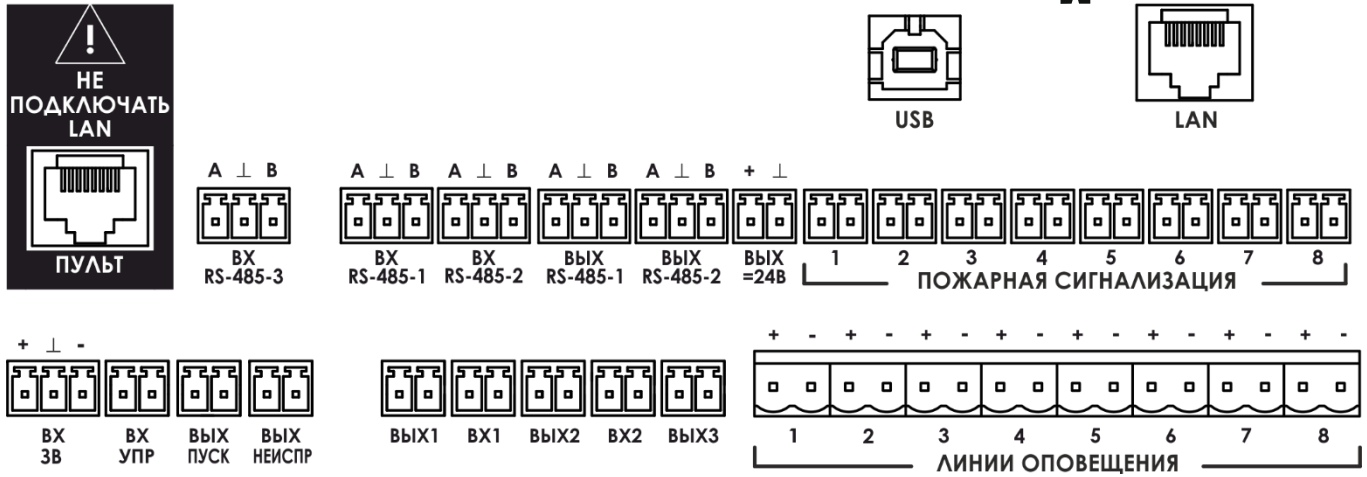 !
НЕ
ПОДКЛЮЧАТЬ
LAN
ПУЛЬТ
USB
LAN
A ⊥ B
A ⊥ B
A ⊥ B
A ⊥ B
A ⊥ B
+ ⊥
ВХ
RS-485-3
ВХ
RS-485-1
ВХ
RS-485-2
ВЫХ
RS-485-1
ВЫХ
RS-485-2
ВЫХ
=24В
1 2 3 4 5 6 7 8
ПОЖАРНАЯ СИГНАЛИЗАЦИЯ
+ ⊥ -
ВХ
ЗВ
ВХ
УПР
ВЫХ
ПУСК
ВЫХ
НЕИСПР
ВЫХ1
ВХ1
ВЫХ2
ВХ2
ВЫХ3
+ - + - + - + - + - + - + - + -
1 2 3 4 5 6 7 8
ЛИНИИ ОПОВЕЩЕНИЯ